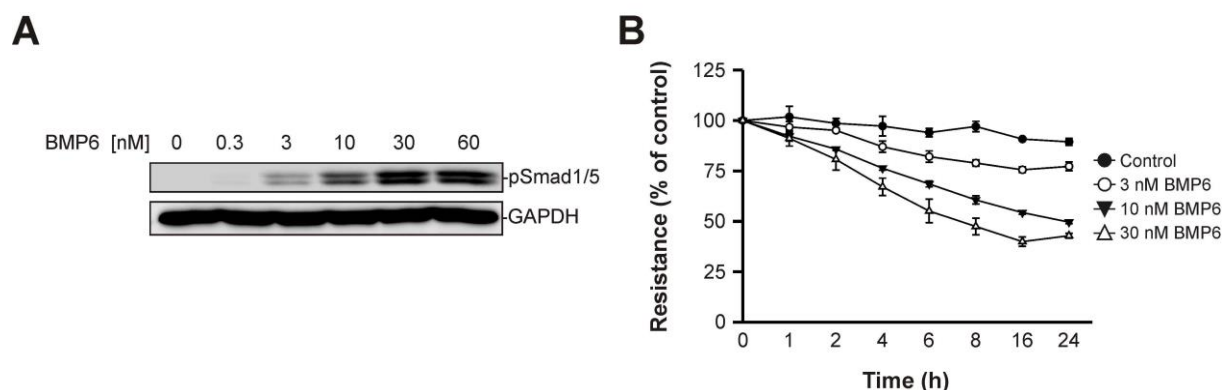 A
BMP6 [nM] 0 0.3 3 10 30 60
pSmad1/5
GAPDH
B
Resistance (% of control)
125
100
75
50
25
0
0 1 2 4 6 8 16 24
Time (h)
Control
3 nM BMP6
10 nM BMP6
30 nM BMP6